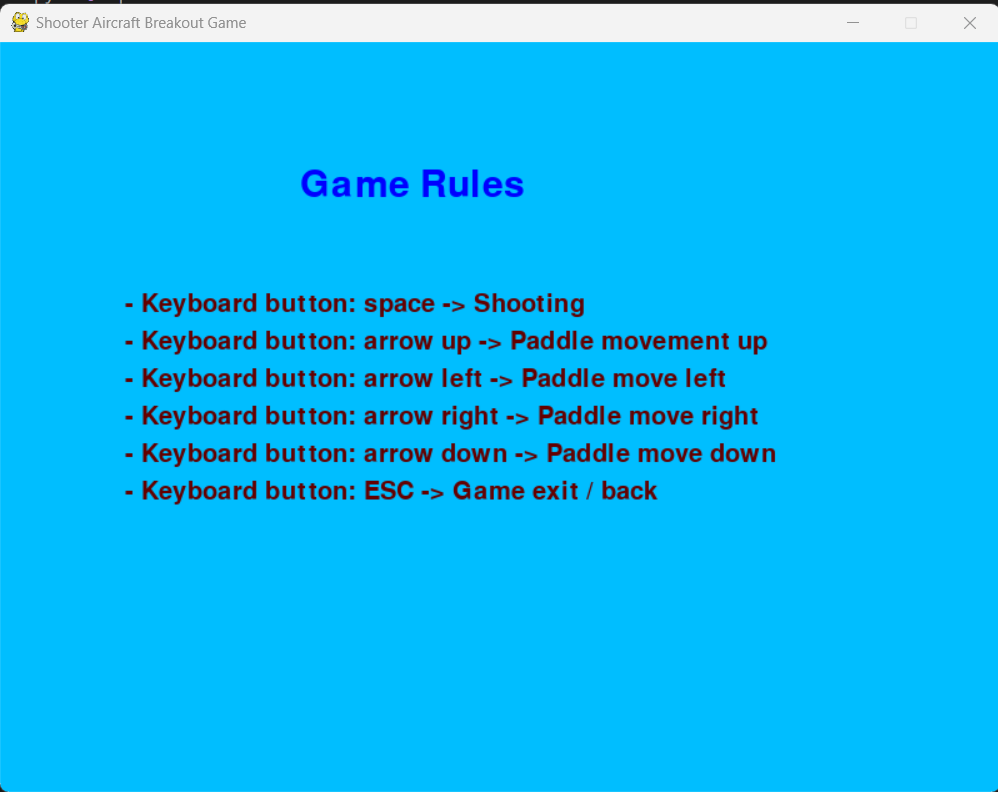 Shooter Aircraft Breakout Game
Game Rules
- Keyboard button: space -> Shooting
- Keyboard button: arrow up -> Paddle movement up
- Keyboard button: arrow left -> Paddle move left
- Keyboard button: arrow right -> Paddle move right
- Keyboard button: arrow down -> Paddle move down
- Keyboard button: ESC -> Game exit / back